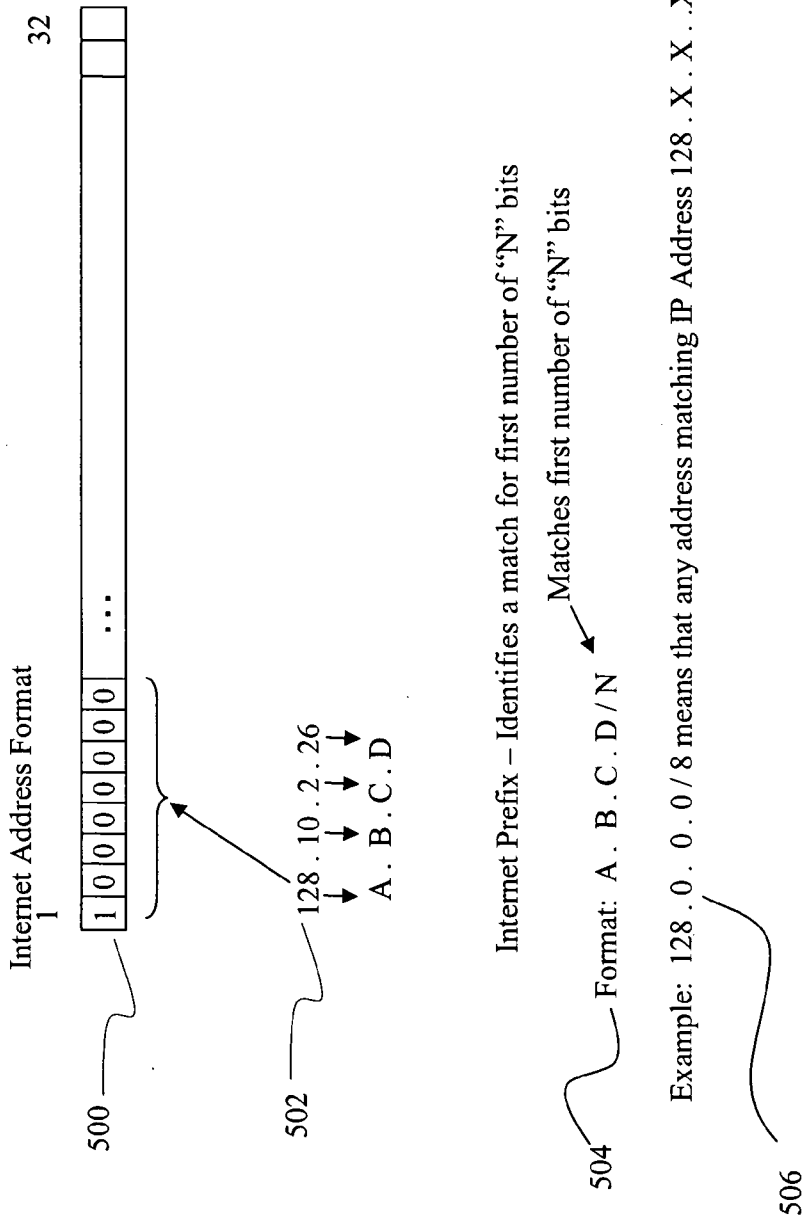 Internet Address Format
1 32
1 0 0 0 0 0 0 0 ...
500
128 . 10 . 2 . 26
502
A . B . C . D
Internet Prefix – Identifies a match for first number of “N” bits
Matches first number of “N” bits
504
Format: A . B . C . D / N
Example: 128 . 0 . 0 . 0 / 8 means that any address matching IP Address 128 . X . X . X
506